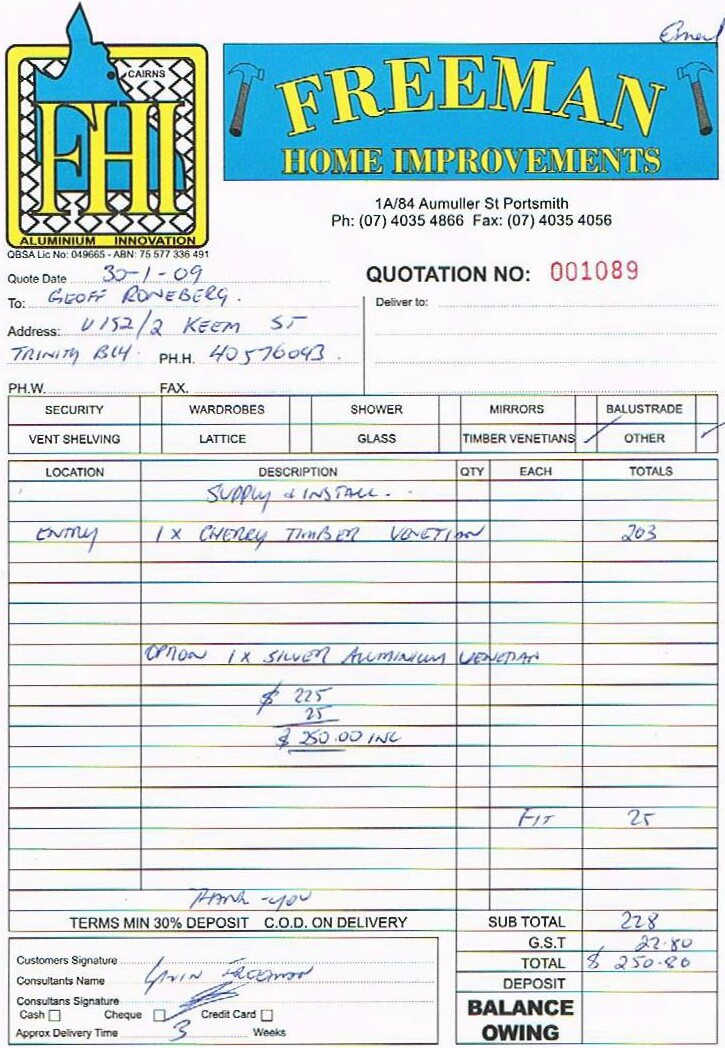 Email
CAIRNS
FHI
ALUMINIUM INNOVATION
QBSA Lic No: 049665 - ABN: 75 577 336 491
FREEMAN
HOME IMPROVEMENTS
1A/84 Aumuller St Portsmith
Ph: (07) 4035 4866 Fax: (07) 4035 4056
Quote Date 30-1-09
QUOTATION NO: 001089
To: GEOFF RONEBERG.
Deliver to:
Address: U152/2 KEEM ST
TRINITY BCH. PH.H. 40576043.
PH.W. FAX.
SECURITY WARDROBES SHOWER MIRRORS BALUSTRADE
VENT SHELVING LATTICE GLASS TIMBER VENETIANS ✓ OTHER ✓
LOCATION DESCRIPTION QTY EACH TOTALS
SUPPLY & INSTALL.
ENTRY 1 X CHERRY TIMBER VENETIAN 203
OPTION 1 X SILVER ALUMINIUM VENETIAN
$ 225
25
$ 250.00 INC
FIT 25
THANK-YOU
TERMS MIN 30% DEPOSIT C.O.D. ON DELIVERY
SUB TOTAL 228
G.S.T 22.80
TOTAL $ 250.80
DEPOSIT
BALANCE
OWING
Customers Signature
Consultants Name GAVIN FREEMAN
Consultans Signature
Cash Cheque Credit Card
Approx Delivery Time 3 Weeks